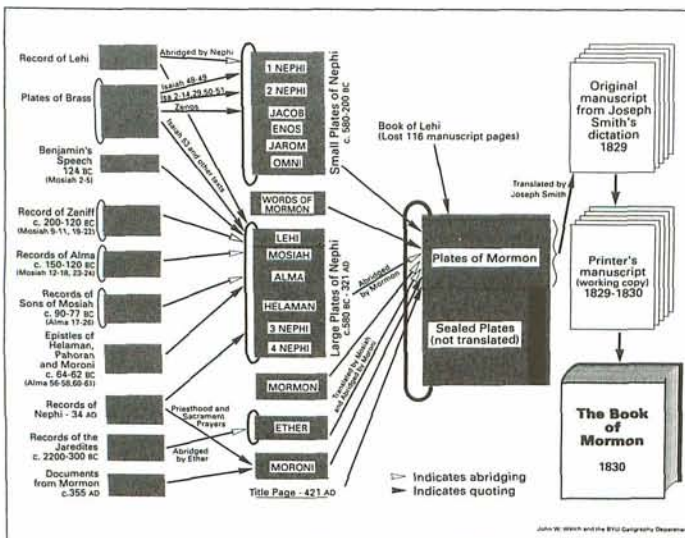 Record of Lehi
Abridged by Nephi
Plates of Brass
Isaiah 48-49
Isa 2-14,29,50-51
Zenos
Isaiah 53 and other texts
Benjamin's
Speech
124 BC
(Mosiah 2-5)
Record of Zeniff
c. 200-120 BC
(Mosiah 9-11, 19-22)
Records of Alma
c. 150-120 BC
(Mosiah 12-18, 23-24)
Records of
Sons of Mosiah
c. 90-77 BC
(Alma 17-26)
Epistles of
Helaman,
Pahoran
and Moroni
c. 64-62 BC
(Alma 56-58,60-61)
Records of
Nephi - 34 AD
Priesthood and
Sacrament
Prayers
Records of the
Jaredites
c. 2200-300 BC
Abridged
by Ether
Documents
from Mormon
c.355 AD
1 NEPHI
2 NEPHI
JACOB
ENOS
JAROM
OMNI
Small Plates of Nephi
c. 580-200 BC
WORDS OF
MORMON
LEHI
MOSIAH
ALMA
HELAMAN
3 NEPHI
4 NEPHI
Large Plates of Nephi
c.580 BC - 321 AD
MORMON
ETHER
MORONI
Title Page - 421 AD
Abridged
by Mormon
Translated by Mosiah
and Abridged by Moroni
Book of Lehi
(Lost 116 manuscript pages)
Plates of Mormon
Sealed Plates
(not translated)
Translated by
Joseph Smith
Indicates abridging
Indicates quoting
Original
manuscript
from Joseph
Smith's
dictation
1829
Printer's
manuscript
(working copy)
1829-1830
The Book
of
Mormon
1830
John W. Welch and the BYU Geography Department